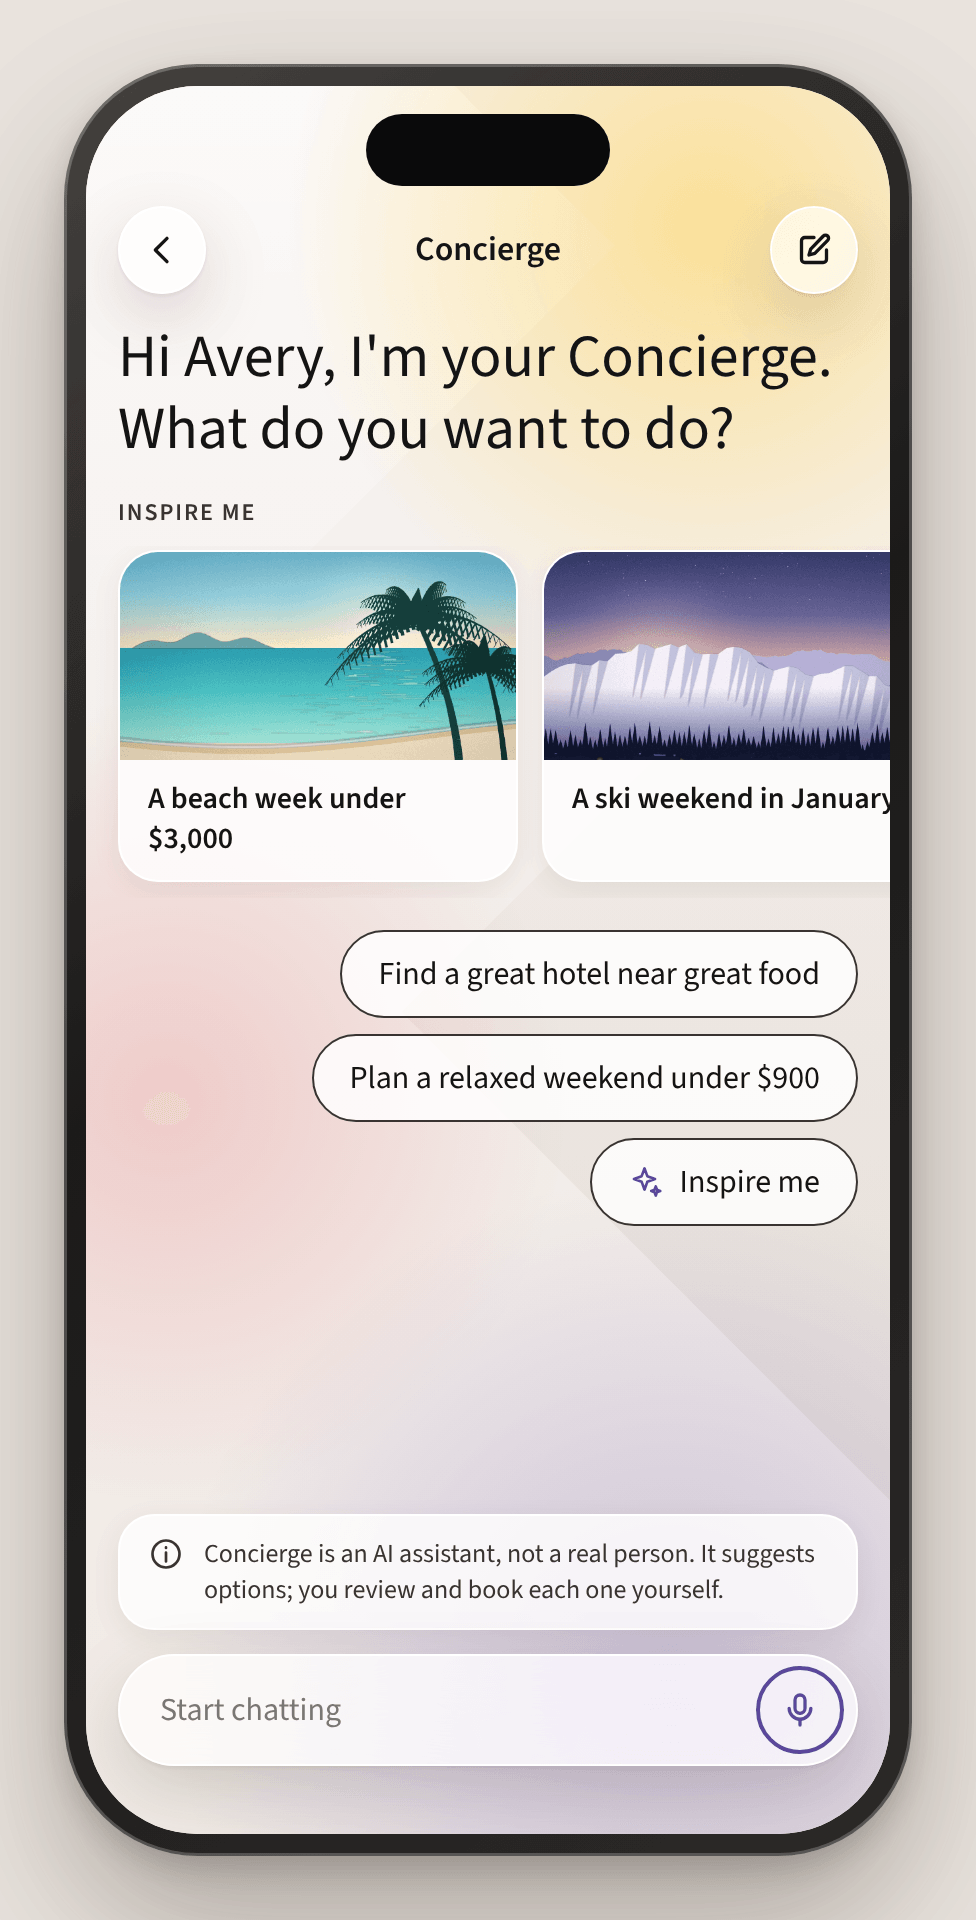 Concierge
Hi Avery, I'm your Concierge.
What do you want to do?
INSPIRE ME
A beach week under
$3,000
A ski weekend in January
Find a great hotel near great food
Plan a relaxed weekend under $900
Inspire me
Concierge is an AI assistant, not a real person. It suggests
options; you review and book each one yourself.
Start chatting